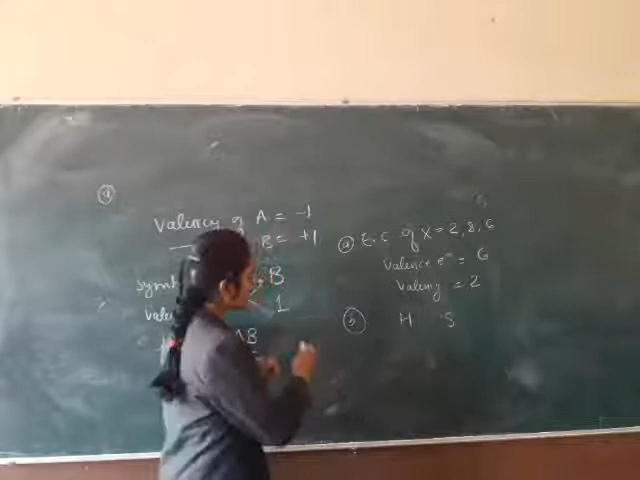 a
Valency of A = -1
B = +1
Symb B
Vale 1
AB
a E.C of X = 2, 8, 6
Valence e⁻ = 6
Valency = 2
b H S